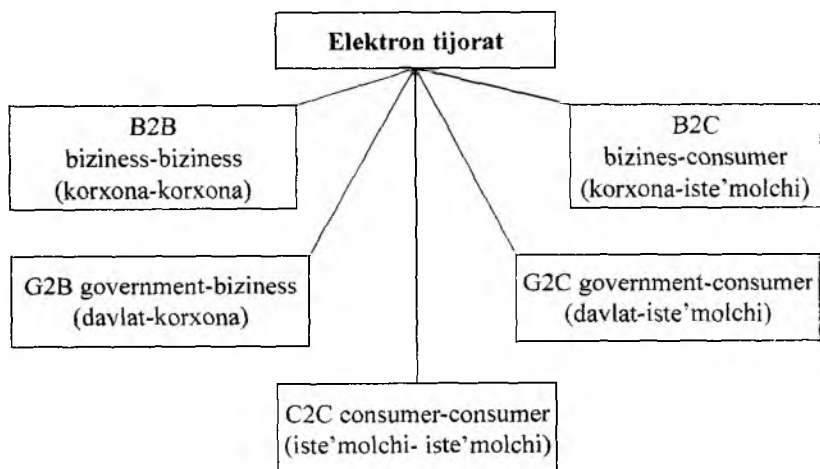 Elektron tijorat
B2B
biziness-biziness
(korxona-korxona)
B2C
bizines-consumer
(korxona-iste’molchi)
G2B government-biziness
(davlat-korxona)
G2C government-consumer
(davlat-iste’molchi)
C2C consumer-consumer
(iste’molchi- iste’molchi)